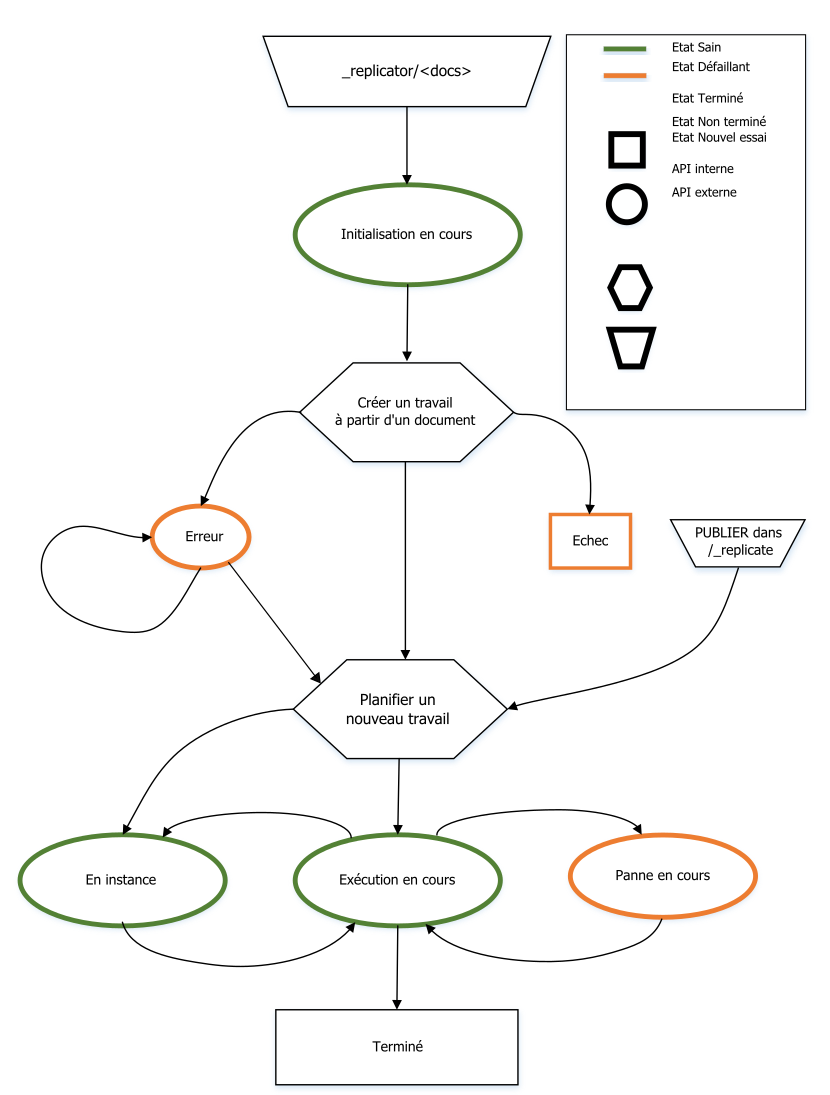 _replicator/<docs>
Etat Sain
Etat Défaillant
Etat Terminé
Etat Non terminé
Etat Nouvel essai
API interne
API externe
Initialisation en cours
Créer un travail
à partir d'un document
Erreur
Echec
PUBLIER dans
/_replicate
Planifier un
nouveau travail
En instance
Exécution en cours
Panne en cours
Terminé